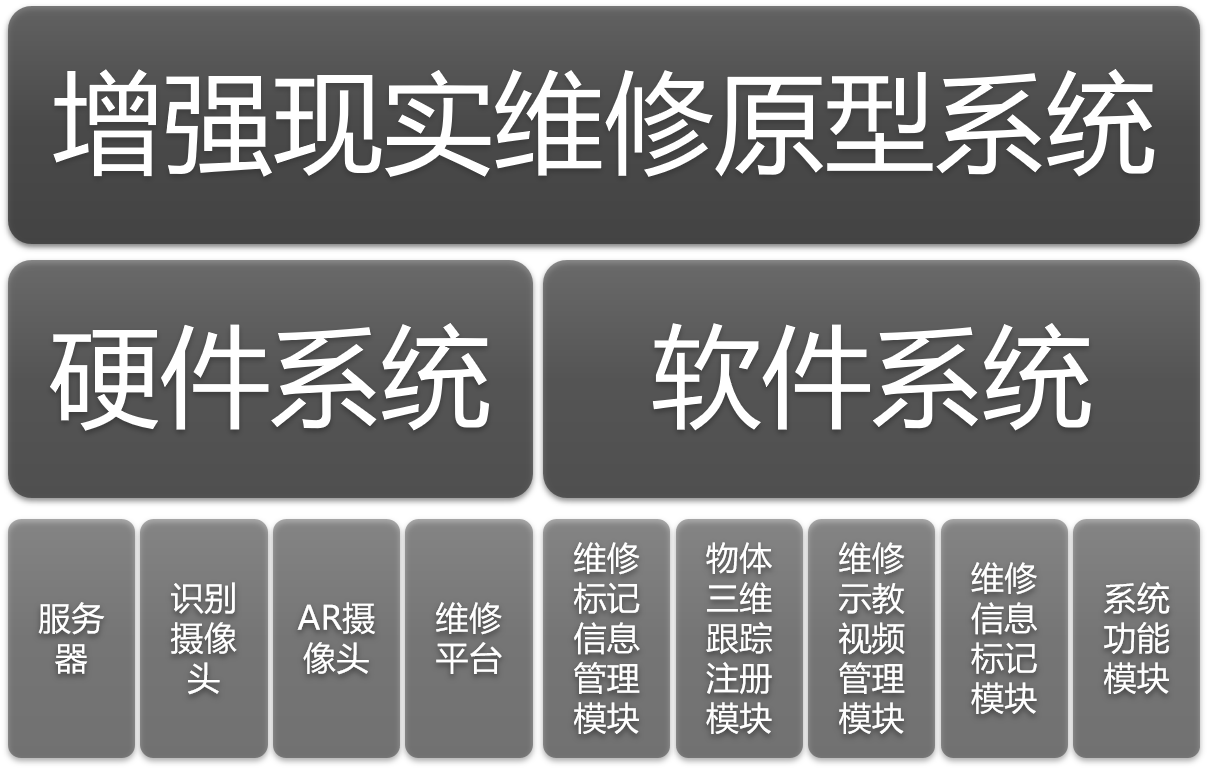 增强现实维修原型系统
硬件系统
软件系统
服务
器
识别
摄像
头
AR摄
像头
维修
平台
维修
标记
信息
管理
模块
物体
三维
跟踪
注册
模块
维修
示教
视频
管理
模块
维修
信息
标记
模块
系统
功能
模块